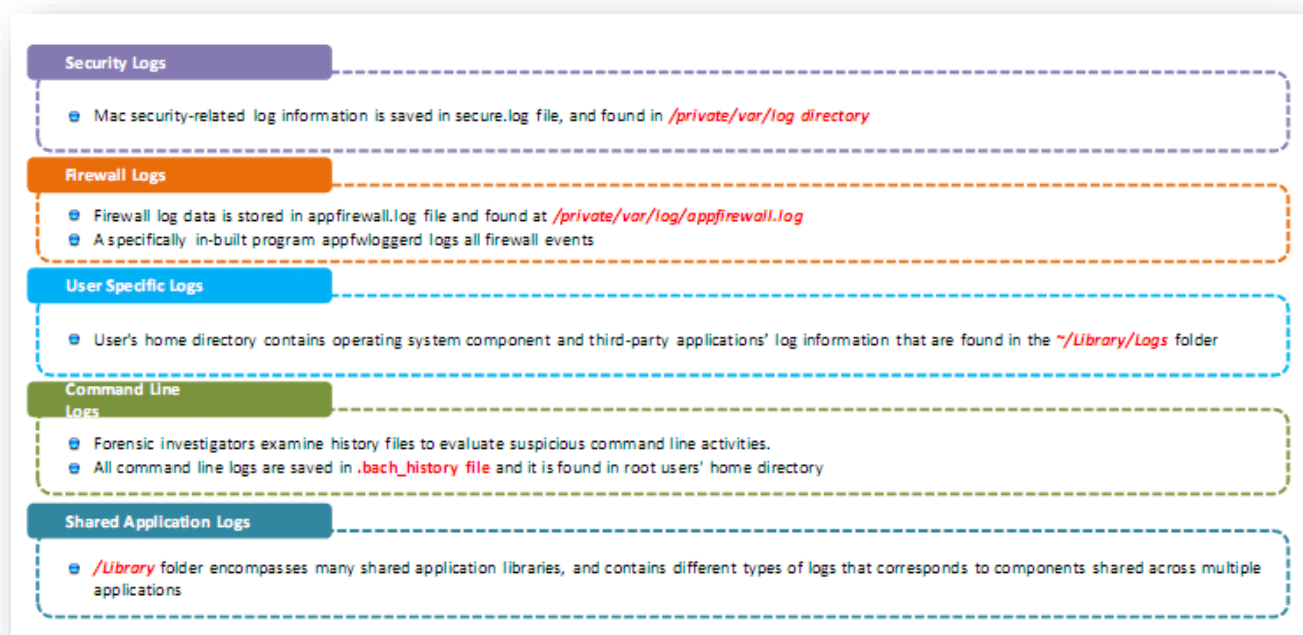 Security Logs
Mac security-related log information is saved in secure.log file, and found in /private/var/log directory
Firewall Logs
Firewall log data is stored in appfirewall.log file and found at /private/var/log/appfirewall.log
A specifically in-built program appfwloggerd logs all firewall events
User Specific Logs
User's home directory contains operating system component and third-party applications’ log information that are found in the ~/Library/Logs folder
Command Line
Logs
Forensic investigators examine history files to evaluate suspicious command line activities.
All command line logs are saved in .bach_history file and it is found in root users' home directory
Shared Application Logs
/Library folder encompasses many shared application libraries, and contains different types of logs that corresponds to components shared across multiple
applications